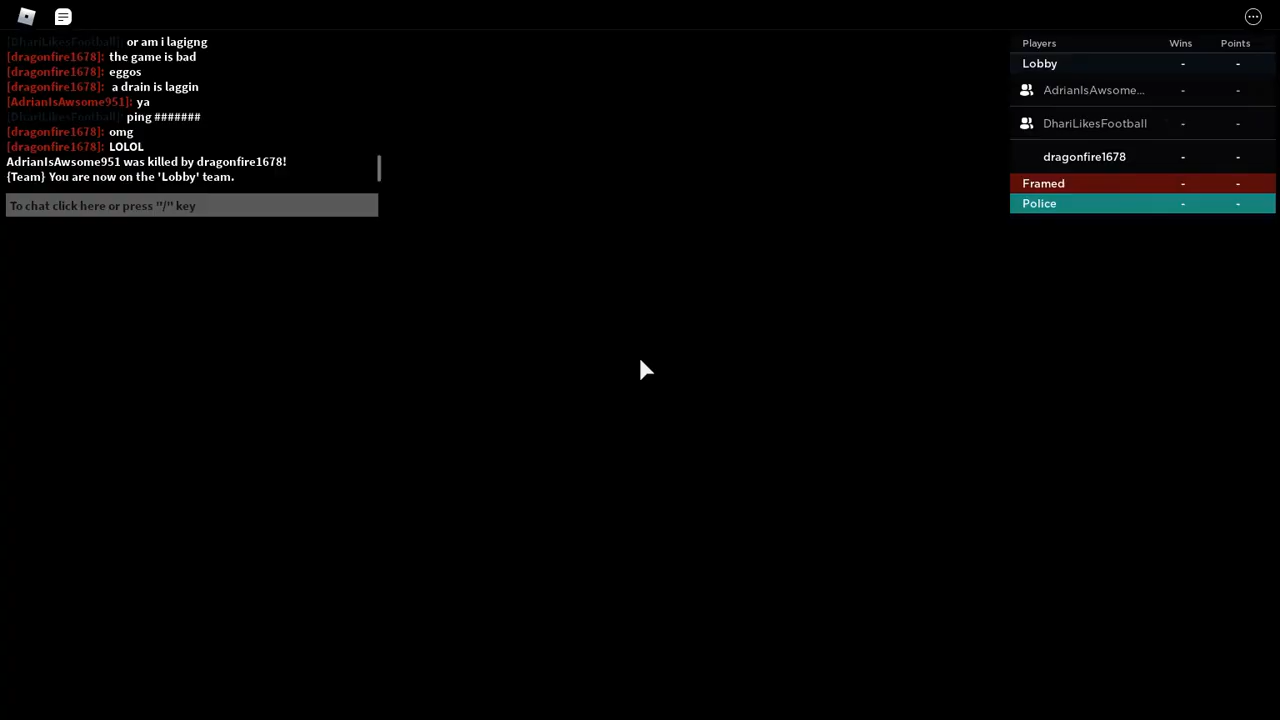 [DhariLikesFootball]: or am i lagigng
[dragonfire1678]: the game is bad
[dragonfire1678]: eggos
[dragonfire1678]: a drain is laggin
[AdrianIsAwsome951]: ya
[DhariLikesFootball]: ping #######
[dragonfire1678]: omg
[dragonfire1678]: LOLOL
AdrianIsAwsome951 was killed by dragonfire1678!
{Team} You are now on the 'Lobby' team.
To chat click here or press "/" key
Players Wins Points
Lobby - -
AdrianIsAwsome... - -
DhariLikesFootball - -
dragonfire1678 - -
Framed - -
Police - -